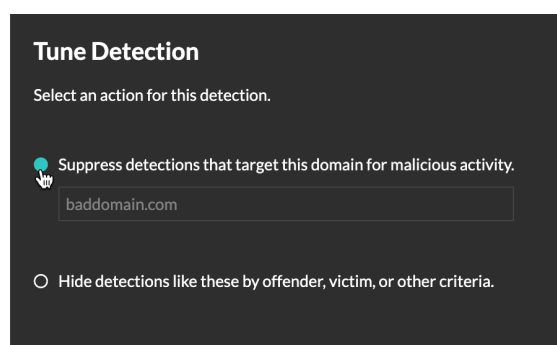 Tune Detection
Select an action for this detection.
Suppress detections that target this domain for malicious activity.
baddomain.com
Hide detections like these by offender, victim, or other criteria.